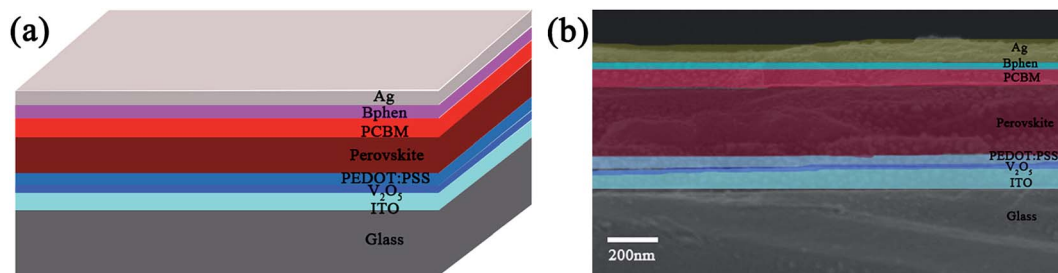 (a)
Ag
Bphen
PCBM
Perovskite
PEDOT:PSS
V₂O₅
ITO
Glass
(b)
Ag
Bphen
PCBM
Perovskite
PEDOT:PSS
V₂O₅
ITO
Glass
200nm